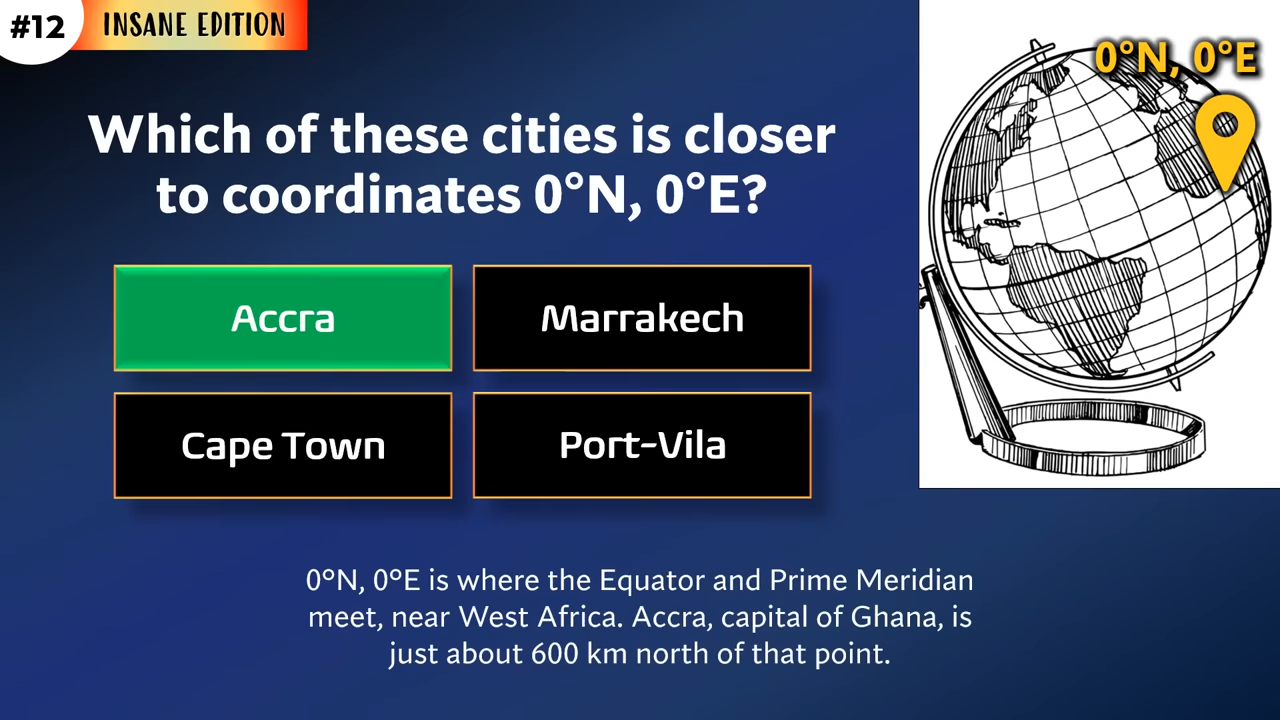 #12
INSANE EDITION
0°N, 0°E
Which of these cities is closer
to coordinates 0°N, 0°E?
Accra
Marrakech
Cape Town
Port-Vila
0°N, 0°E is where the Equator and Prime Meridian
meet, near West Africa. Accra, capital of Ghana, is
just about 600 km north of that point.